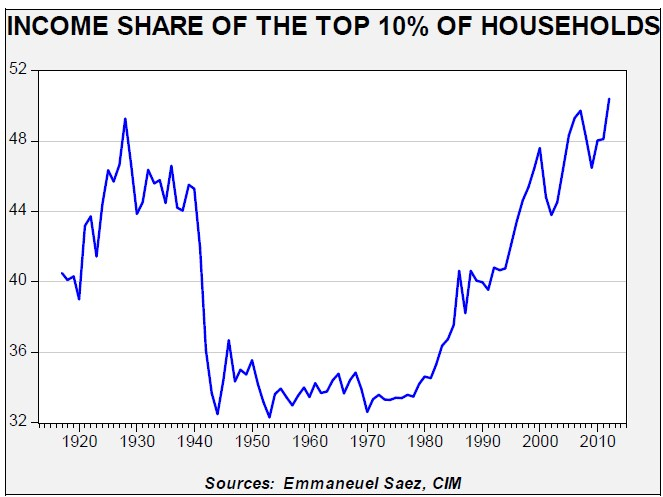 INCOME SHARE OF THE TOP 10% OF HOUSEHOLDS
52
48
44
40
36
32
1920 1930 1940 1950 1960 1970 1980 1990 2000 2010
Sources: Emmaneuel Saez, CIM